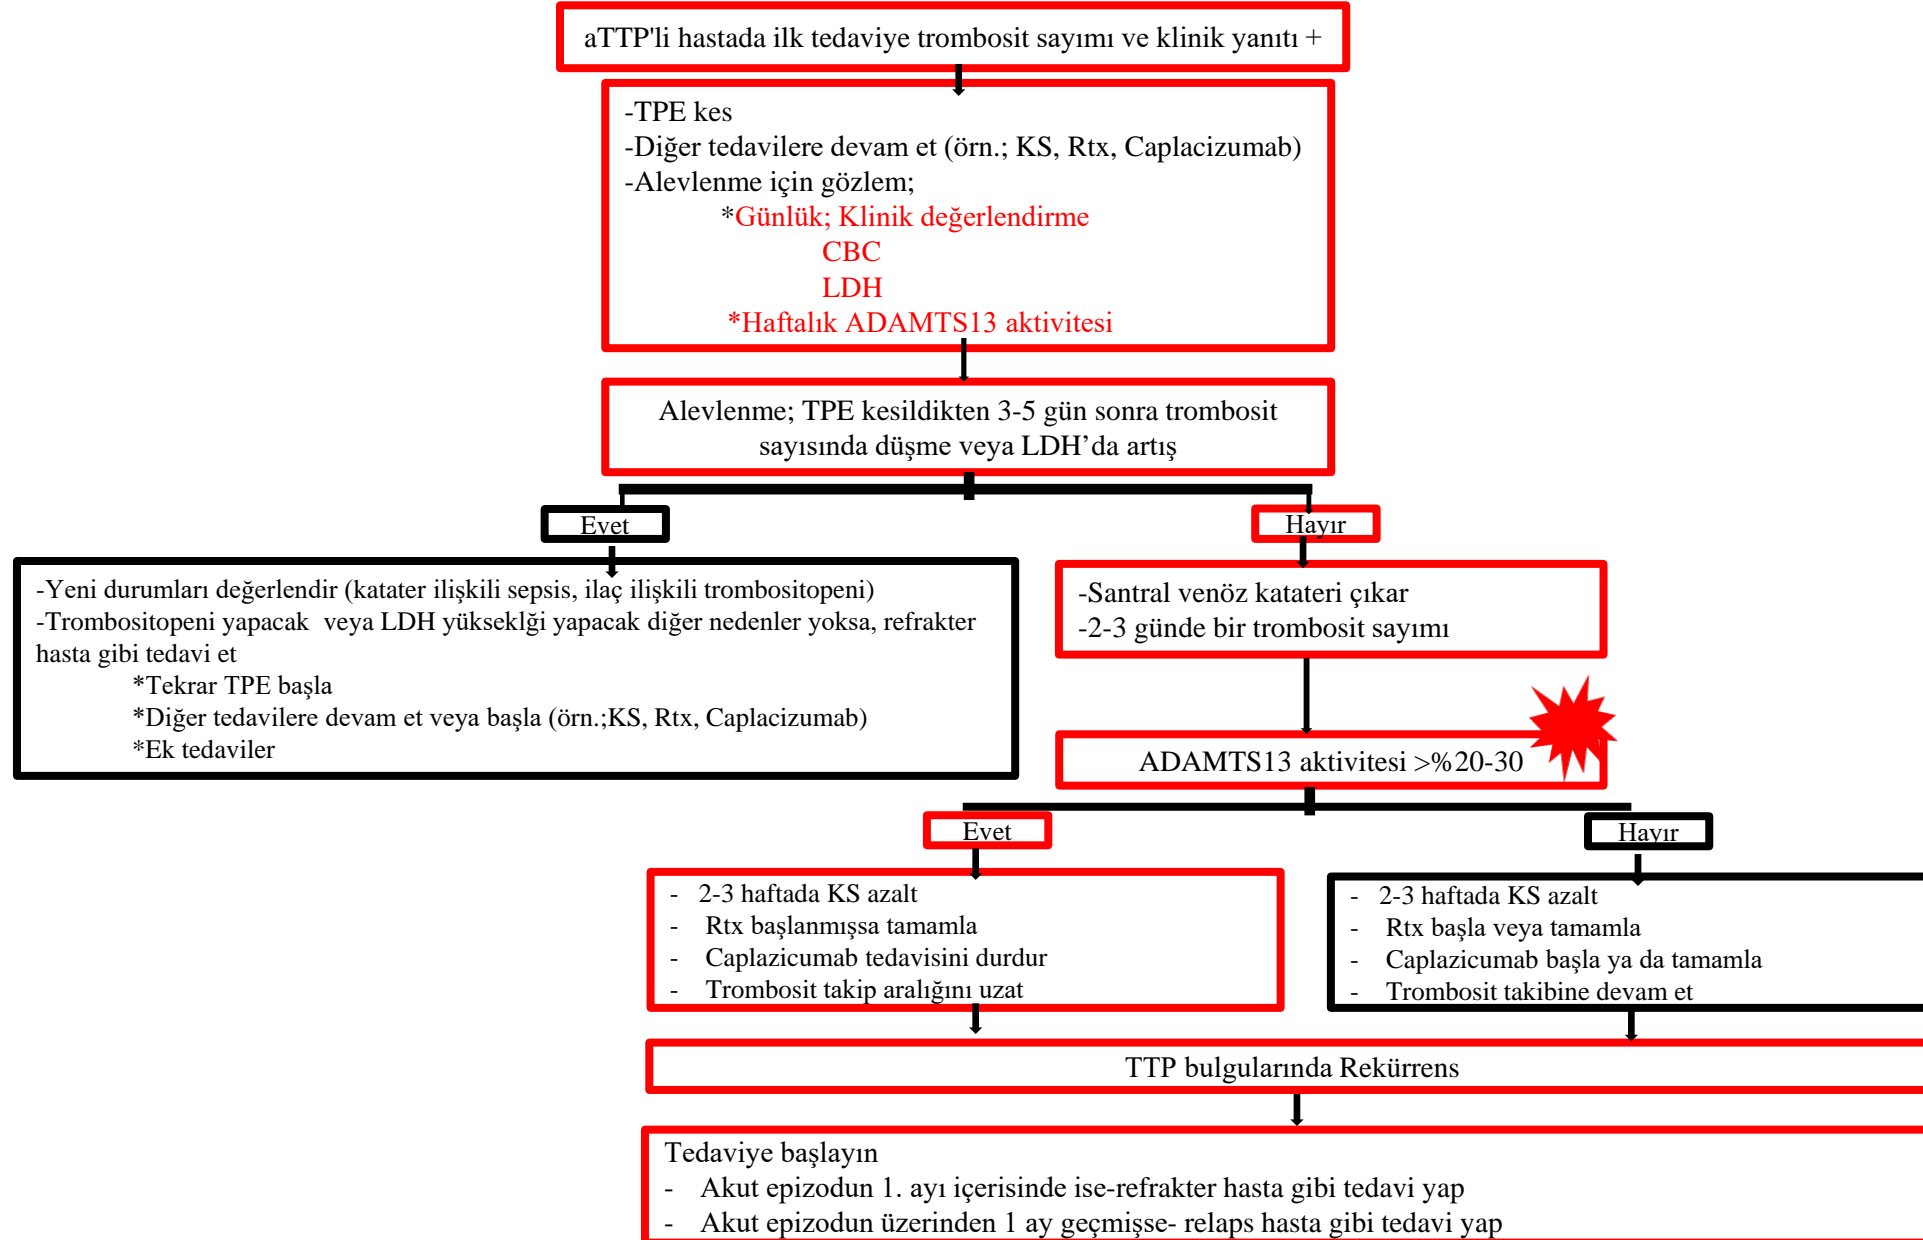 aTTP'li hastada ilk tedaviye trombosit sayımı ve klinik yanıtı +
-TPE kes
-Diğer tedavilere devam et (örn.; KS, Rtx, Caplacizumab)
-Alevlenme için gözlem;
*Günlük; Klinik değerlendirme
CBC
LDH
*Haftalık ADAMTS13 aktivitesi
Alevlenme; TPE kesildikten 3-5 gün sonra trombosit
sayısında düşme veya LDH’da artış
Evet
Hayır
-Yeni durumları değerlendir (katater ilişkili sepsis, ilaç ilişkili trombositopeni)
-Trombositopeni yapacak  veya LDH yükseklği yapacak diğer nedenler yoksa, refrakter
hasta gibi tedavi et
*Tekrar TPE başla
*Diğer tedavilere devam et veya başla (örn.;KS, Rtx, Caplacizumab)
*Ek tedaviler
-Santral venöz katateri çıkar
-2-3 günde bir trombosit sayımı
ADAMTS13 aktivitesi >%20-30
Evet
Hayır
- 2-3 haftada KS azalt
- Rtx başlanmışsa tamamla
- Caplazicumab tedavisini durdur
- Trombosit takip aralığını uzat
- 2-3 haftada KS azalt
- Rtx başla veya tamamla
- Caplazicumab başla ya da tamamla
- Trombosit takibine devam et
TTP bulgularında Rekürrens
Tedaviye başlayın
- Akut epizodun 1. ayı içerisinde ise-refrakter hasta gibi tedavi yap
- Akut epizodun üzerinden 1 ay geçmişse- relaps hasta gibi tedavi yap